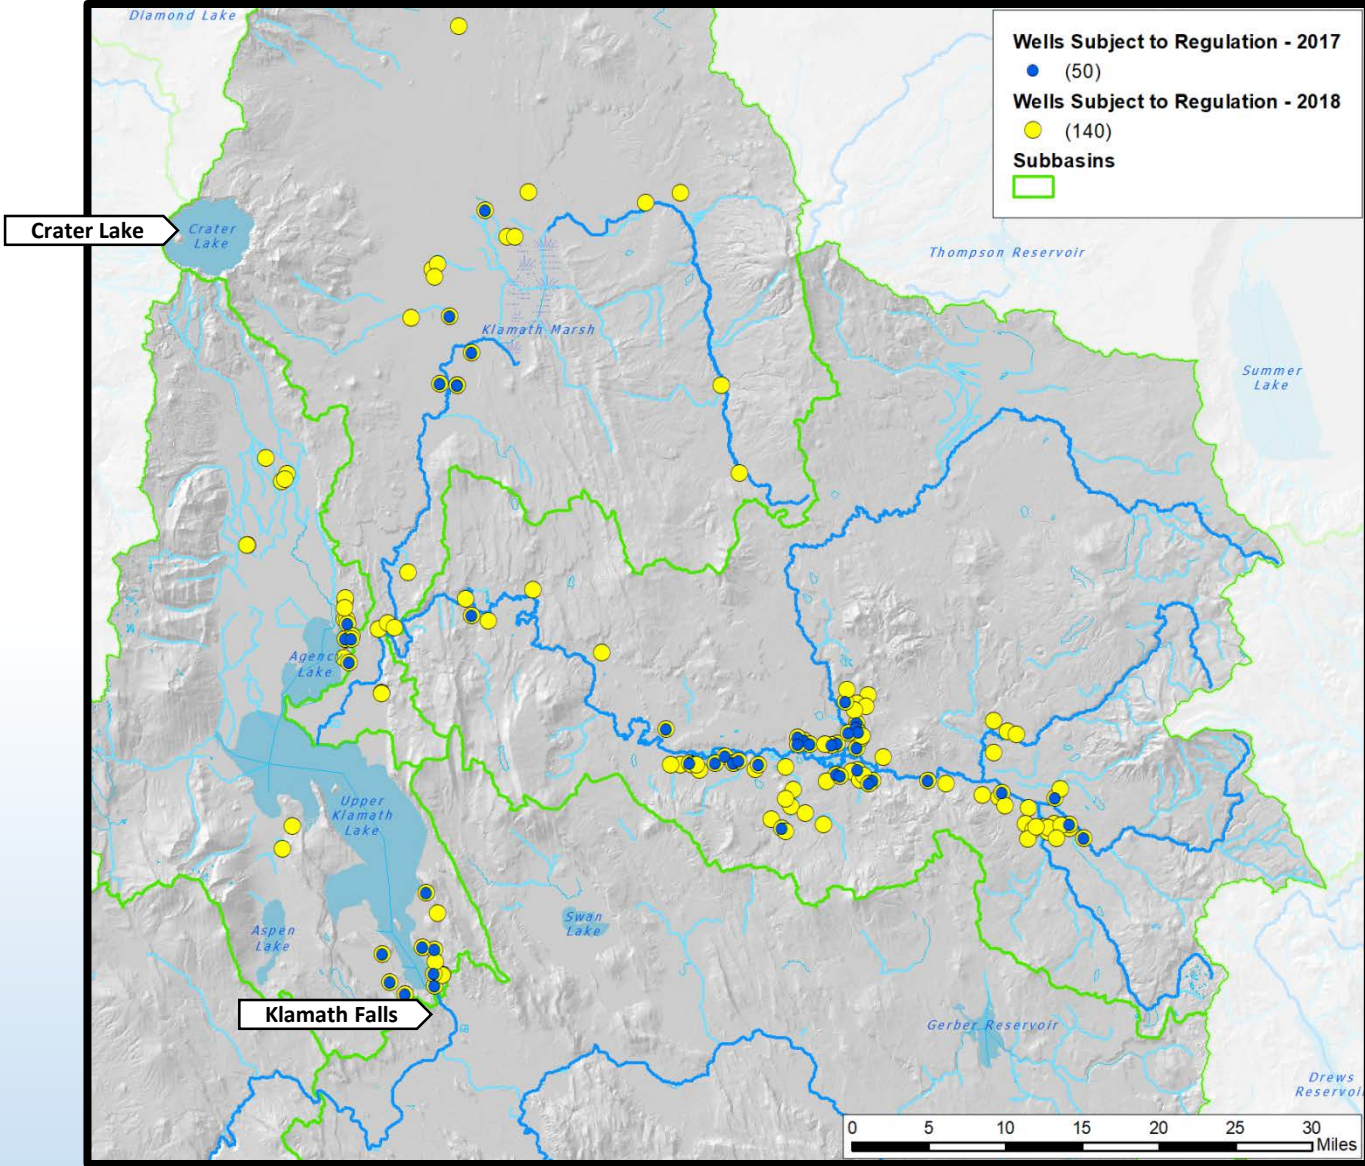 Diamond Lake
Wells Subject to Regulation - 2017
(50)
Wells Subject to Regulation - 2018
(140)
Subbasins
Crater Lake
Crater
Lake
Thompson Reservoir
Klamath Marsh
Summer
Lake
Agency
Lake
Upper
Klamath
Lake
Aspen
Lake
Swan
Lake
Klamath Falls
Gerber Reservoir
Drews
Reservoir
0 5 10 15 20 25 30
Miles